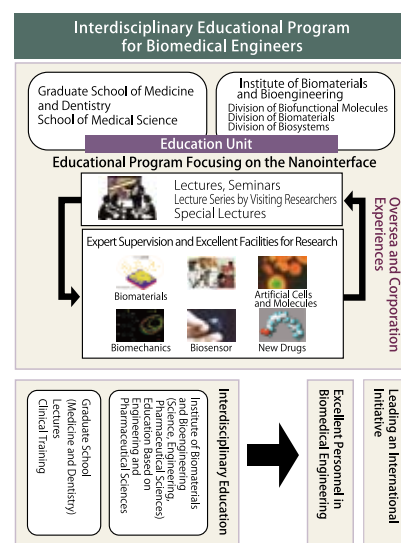 Interdisciplinary Educational Program
for Biomedical Engineers
Graduate School of Medicine
and Dentistry
School of Medical Science
Institute of Biomaterials
and Bioengineering
Division of Biofunctional Molecules
Division of Biomaterials
Division of Biosystems
Education Unit
Educational Program Focusing on the Nanointerface
Lectures, Seminars
Lecture Series by Visiting Researchers
Special Lectures
Expert Supervision and Excellent Facilities for Research
Biomaterials
Artificial Cells
and Molecules
Biomechanics
Biosensor
New Drugs
Oversea and Corporation
Experiences
Graduate School
(Medicine and Dentistry)
Lectures
Clinical Training
Institute of Biomaterials
and Bioengineering
(Science, Engineering,
Pharmaceutical Sciences)
Education Based on
Engineering and
Pharmaceutical Sciences
Interdisciplinary Education
Excellent Personnel in
Biomedical Engineering
Leading an International
Initiative